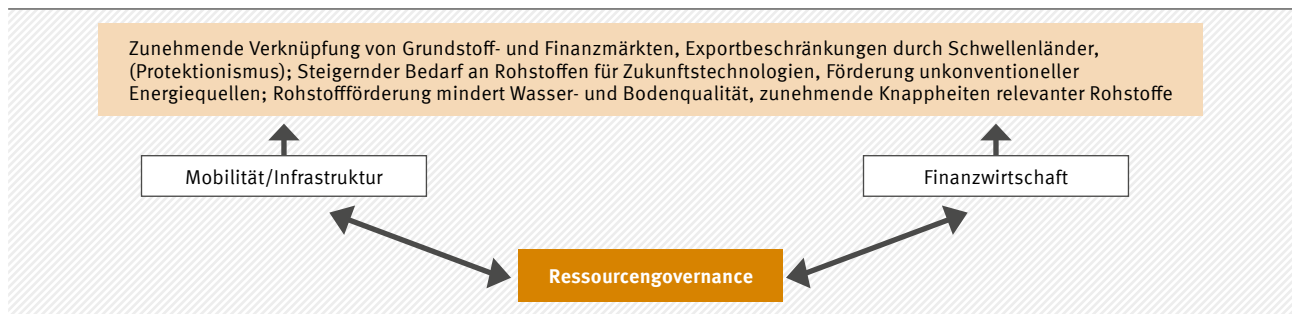 Zunehmende Verknüpfung von Grundstoff- und Finanzmärkten, Exportbeschränkungen durch Schwellenländer,
(Protektionismus); Steigernder Bedarf an Rohstoffen für Zukunftstechnologien, Förderung unkonventioneller
Energiequellen; Rohstoffförderung mindert Wasser- und Bodenqualität, zunehmende Knappheiten relevanter Rohstoffe
Mobilität/Infrastruktur
Finanzwirtschaft
Ressourcengovernance